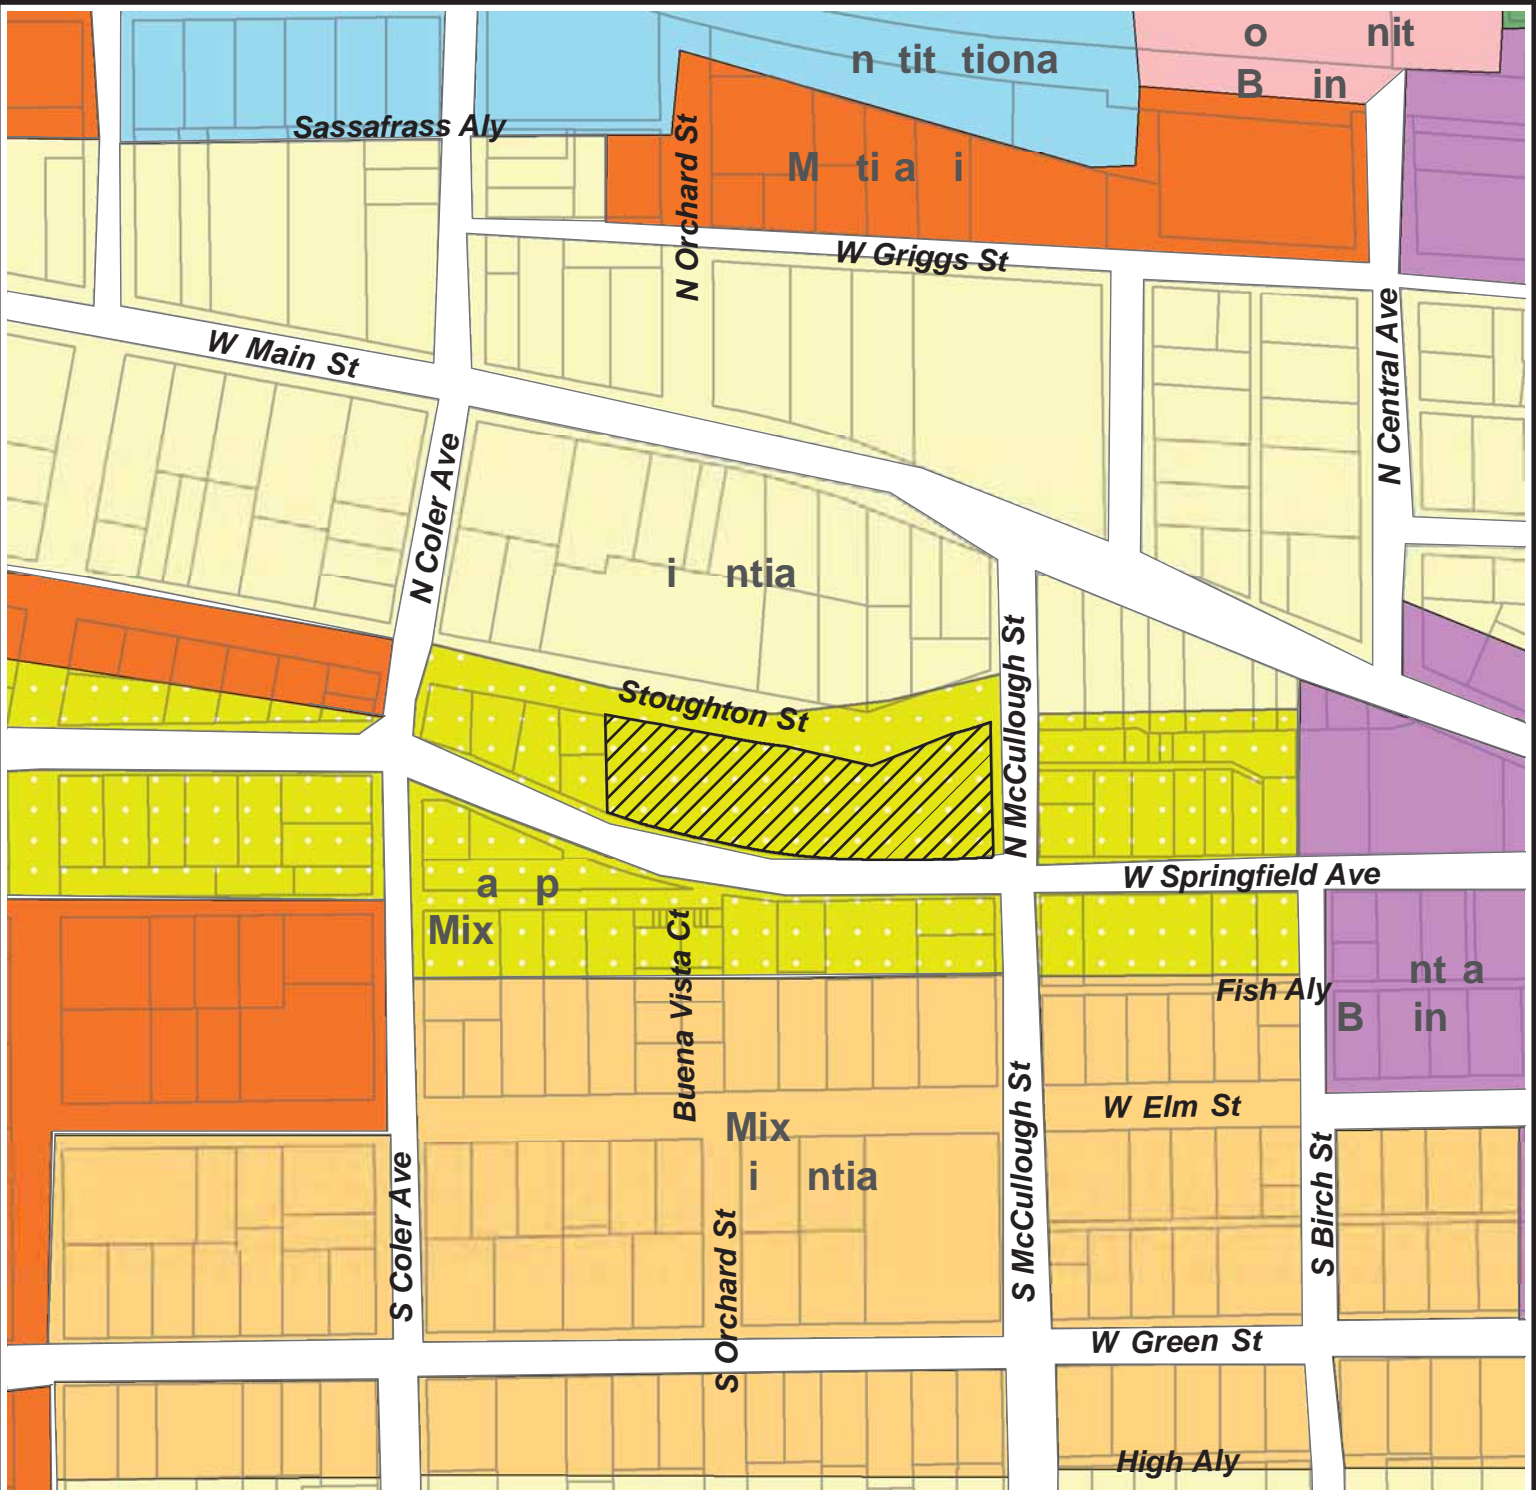 o nit
B in
n tit tiona
Sassafrass Aly
M ti a i
N Orchard St
W Griggs St
W Main St
N Central Ave
N Coler Ave
i ntia
N McCullough St
Stoughton St
W Springfield Ave
a p
Mix
Buena Vista Ct
nt a
B in
Fish Aly
W Elm St
Mix
i ntia
S McCullough St
S Birch St
S Coler Ave
S Orchard St
W Green St
High Aly